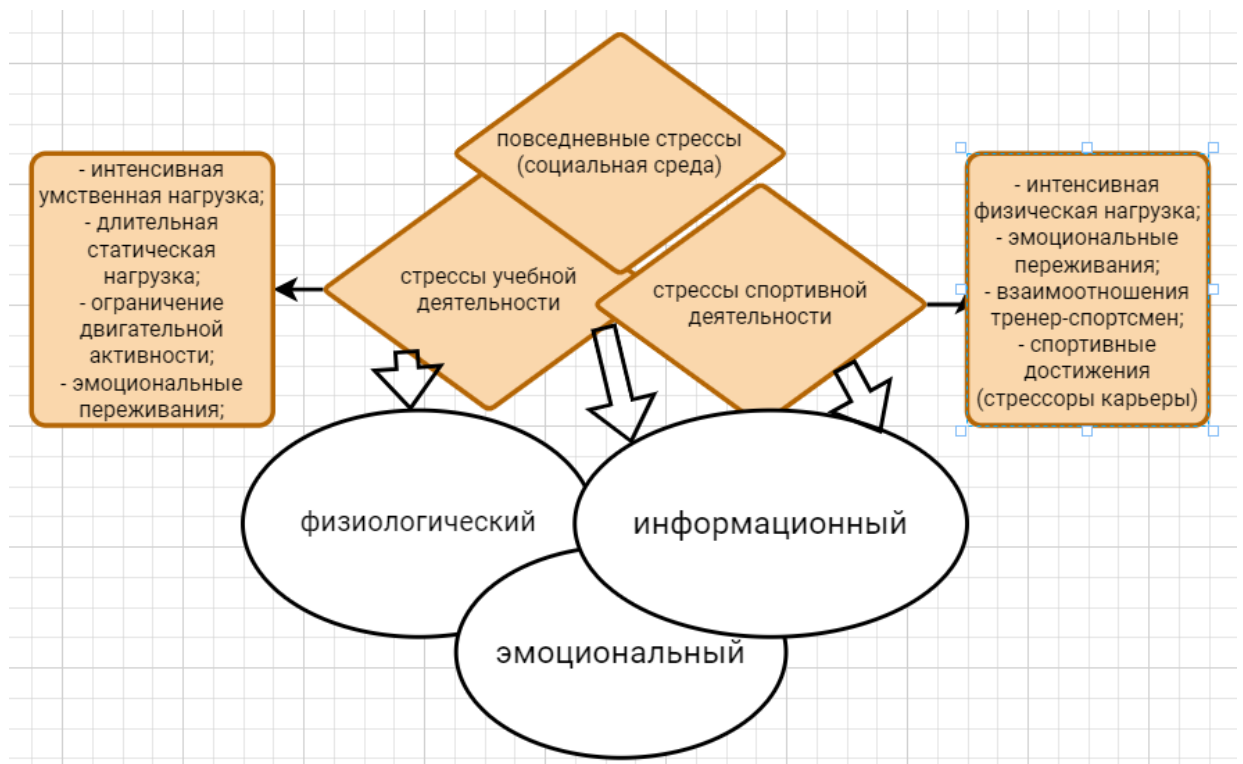 повседневные стрессы
(социальная среда)
- интенсивная
умственная нагрузка;
- длительная
статическая
нагрузка;
- ограничение
двигательной
активности;
- эмоциональные
переживания;
стрессы учебной
деятельности
стрессы спортивной
деятельности
- интенсивная
физическая нагрузка;
- эмоциональные
переживания;
- взаимоотношения
тренер-спортсмен;
- спортивные
достижения
(стрессоры карьеры)
физиологический
информационный
эмоциональный